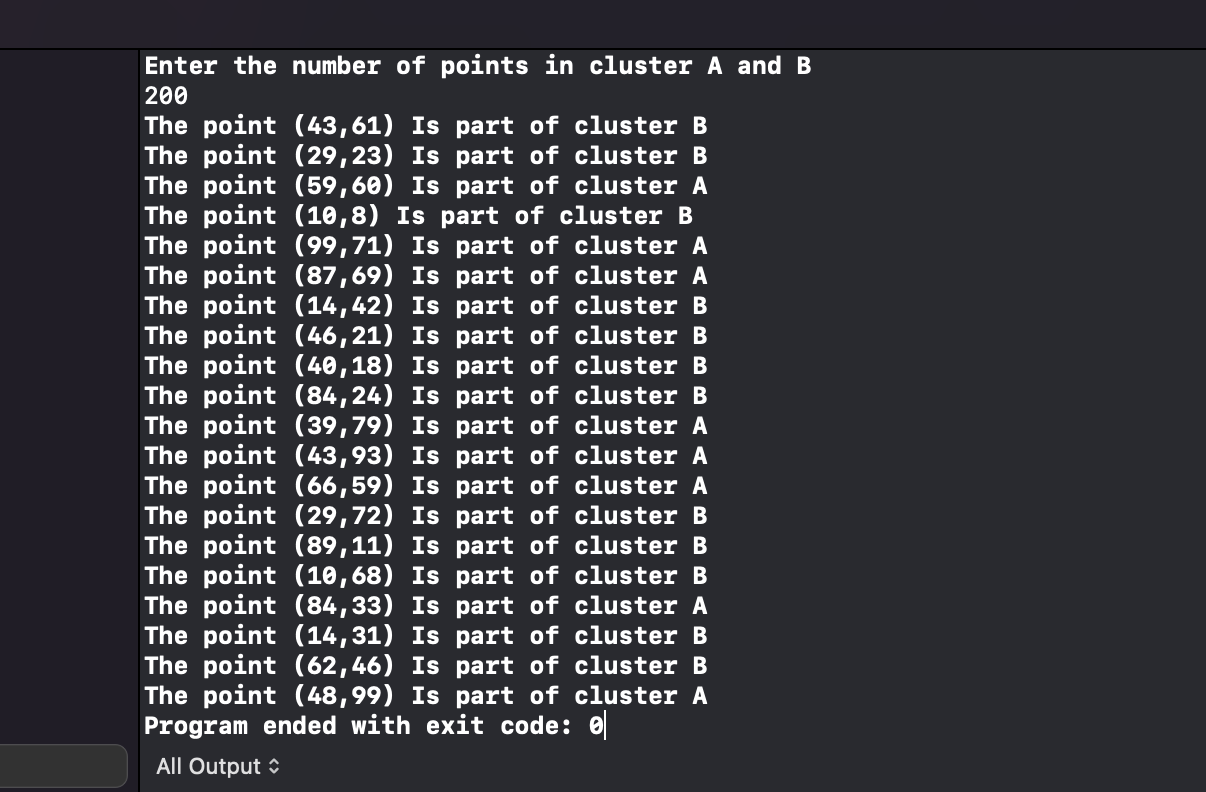 Enter the number of points in cluster A and B
200
The point (43,61) Is part of cluster B
The point (29,23) Is part of cluster B
The point (59,60) Is part of cluster A
The point (10,8) Is part of cluster B
The point (99,71) Is part of cluster A
The point (87,69) Is part of cluster A
The point (14,42) Is part of cluster B
The point (46,21) Is part of cluster B
The point (40,18) Is part of cluster B
The point (84,24) Is part of cluster B
The point (39,79) Is part of cluster A
The point (43,93) Is part of cluster A
The point (66,59) Is part of cluster A
The point (29,72) Is part of cluster B
The point (89,11) Is part of cluster B
The point (10,68) Is part of cluster B
The point (84,33) Is part of cluster A
The point (14,31) Is part of cluster B
The point (62,46) Is part of cluster B
The point (48,99) Is part of cluster A
Program ended with exit code: 0
All Output